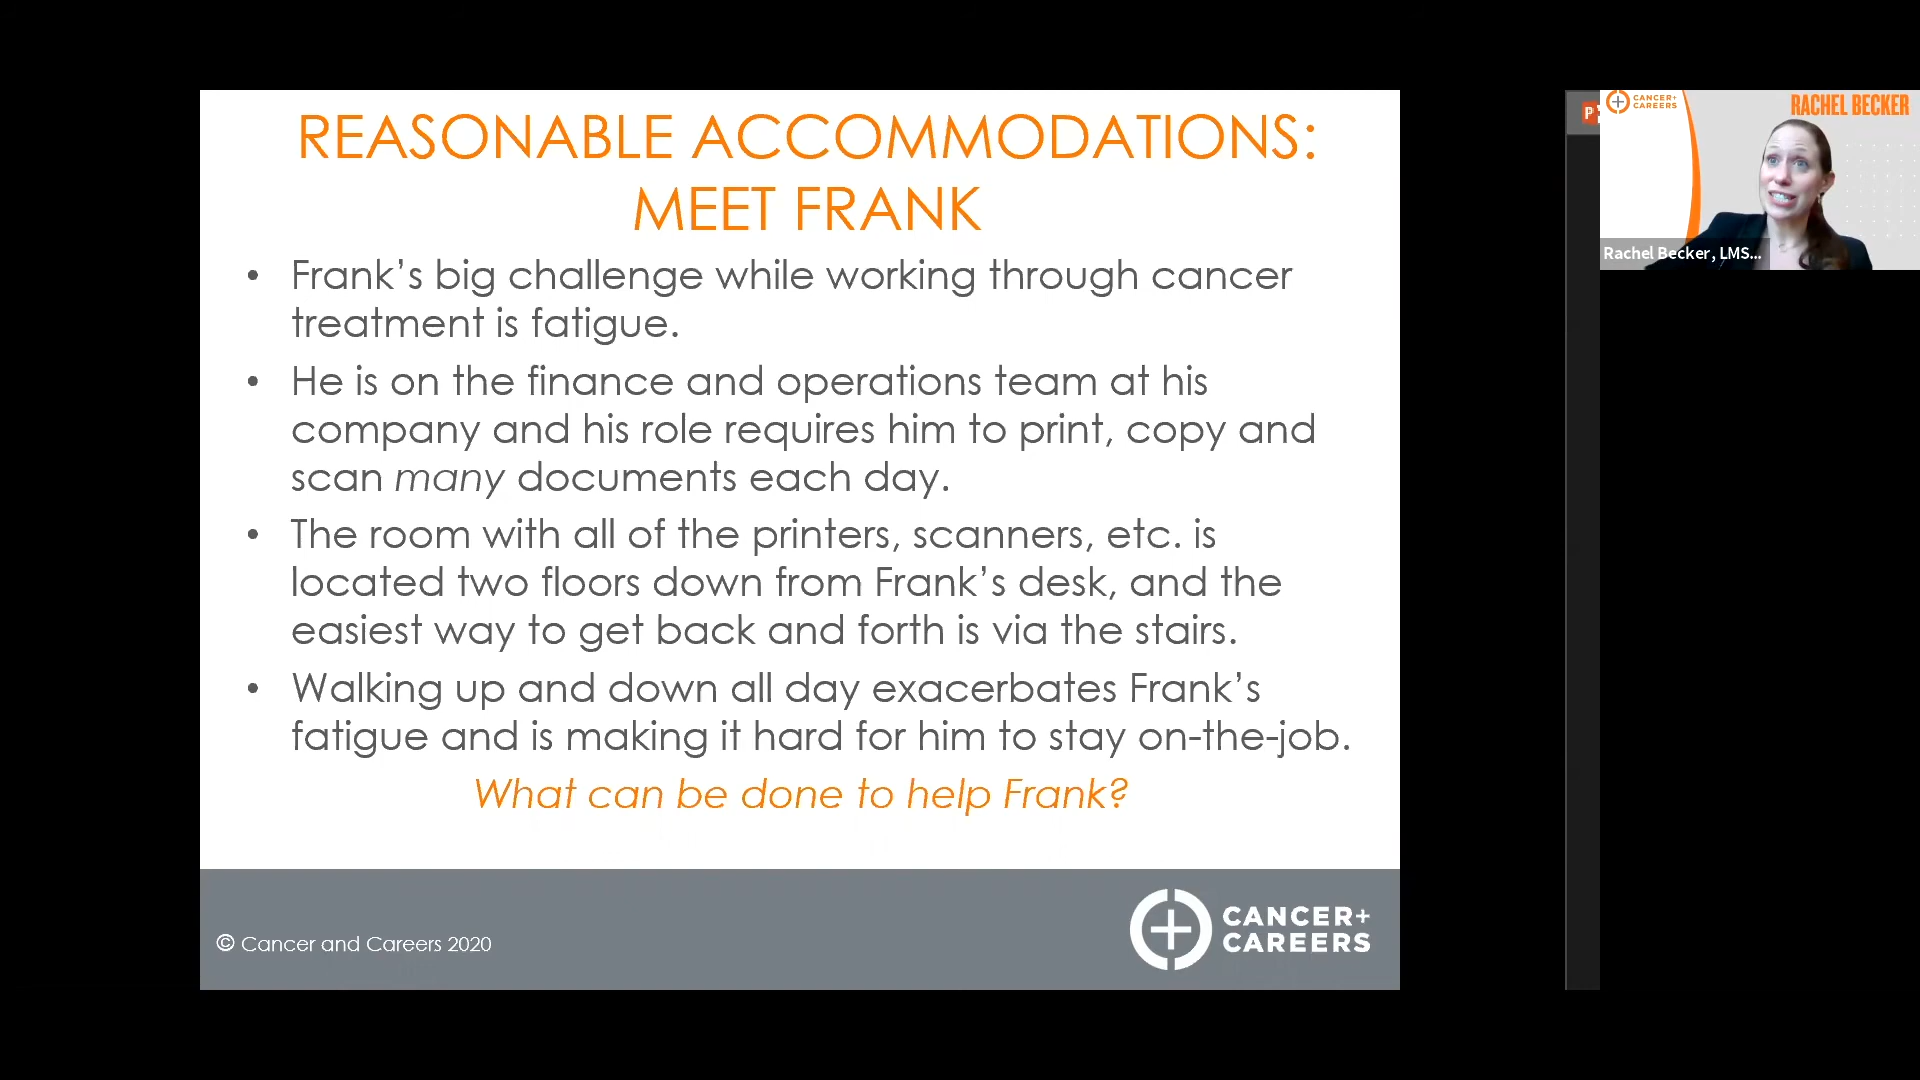 REASONABLE ACCOMMODATIONS:
MEET FRANK
• Frank’s big challenge while working through cancer
treatment is fatigue.
• He is on the finance and operations team at his
company and his role requires him to print, copy and
scan many documents each day.
• The room with all of the printers, scanners, etc. is
located two floors down from Frank’s desk, and the
easiest way to get back and forth is via the stairs.
• Walking up and down all day exacerbates Frank’s
fatigue and is making it hard for him to stay on-the-job.
What can be done to help Frank?
© Cancer and Careers 2020
CANCER+
CAREERS
P
CANCER+
CAREERS
RACHEL BECKER
Rachel Becker, LMS...